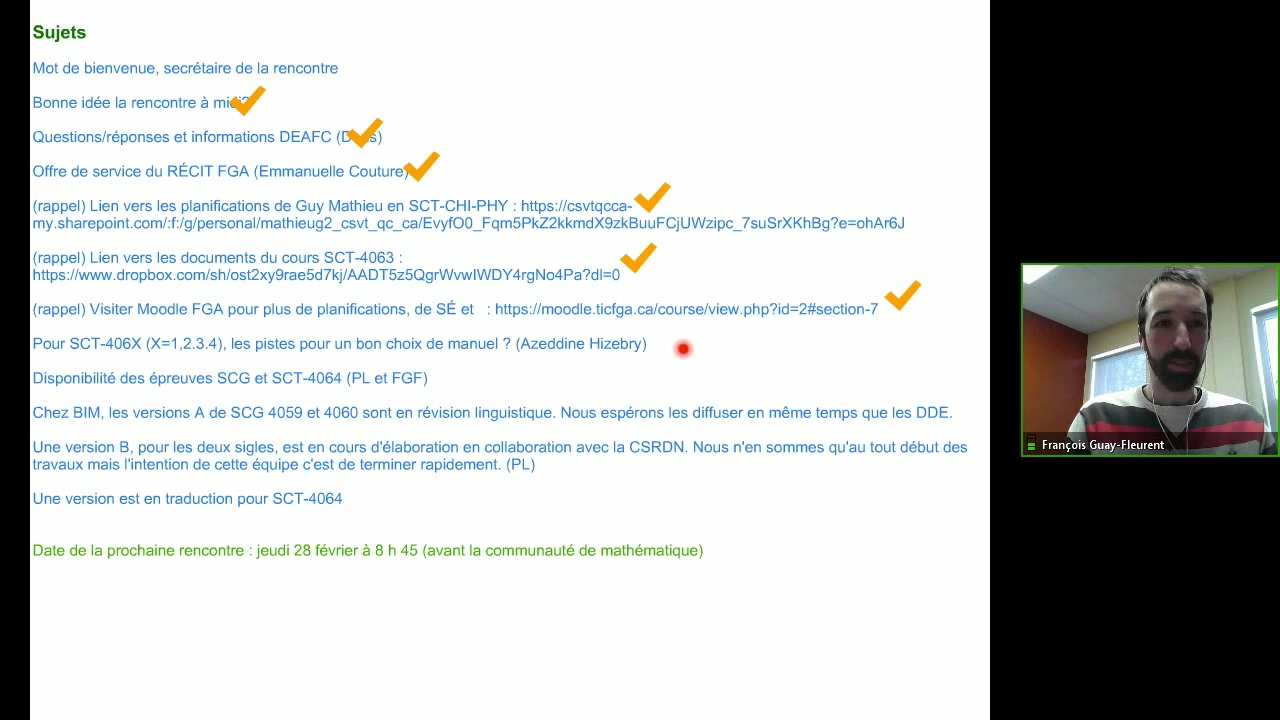 Sujets
Mot de bienvenue, secrétaire de la rencontre
Bonne idée la rencontre à midi?
Questions/réponses et informations DEAFC (
Offre de service du RÉCIT FGA (Emmanuelle Couture)
(rappel) Lien vers les planifications de Guy Mathieu en SCT-CHI-PHY : https://csvtqcca-
my.sharepoint.com/:f:/g/personal/mathieug2_csvt_qc_ca/EvyfO0_Fqm5PkZ2kkmdX9zkBuuFCjUWzipc_7suSrXKhBg?e=ohAr6J
(rappel) Lien vers les documents du cours SCT-4063 :
https://www.dropbox.com/sh/ost2xy9rae5d7kj/AADT5z5QgrWvwIWDY4rgNo4Pa?dl=0
(rappel) Visiter Moodle FGA pour plus de planifications, de SÉ et : https://moodle.ticfga.ca/course/view.php?id=2#section-7
Pour SCT-406X (X=1,2.3.4), les pistes pour un bon choix de manuel ? (Azeddine Hizebry)
Disponibilité des épreuves SCG et SCT-4064 (PL et FGF)
Chez BIM, les versions A de SCG 4059 et 4060 sont en révision linguistique. Nous espérons les diffuser en même temps que les DDE.
Une version B, pour les deux sigles, est en cours d'élaboration en collaboration avec la CSRDN. Nous n'en sommes qu'au tout début des
travaux mais l'intention de cette équipe c'est de terminer rapidement. (PL)
Une version est en traduction pour SCT-4064
Date de la prochaine rencontre : jeudi 28 février à 8 h 45 (avant la communauté de mathématique)
François Guay-Fleurent